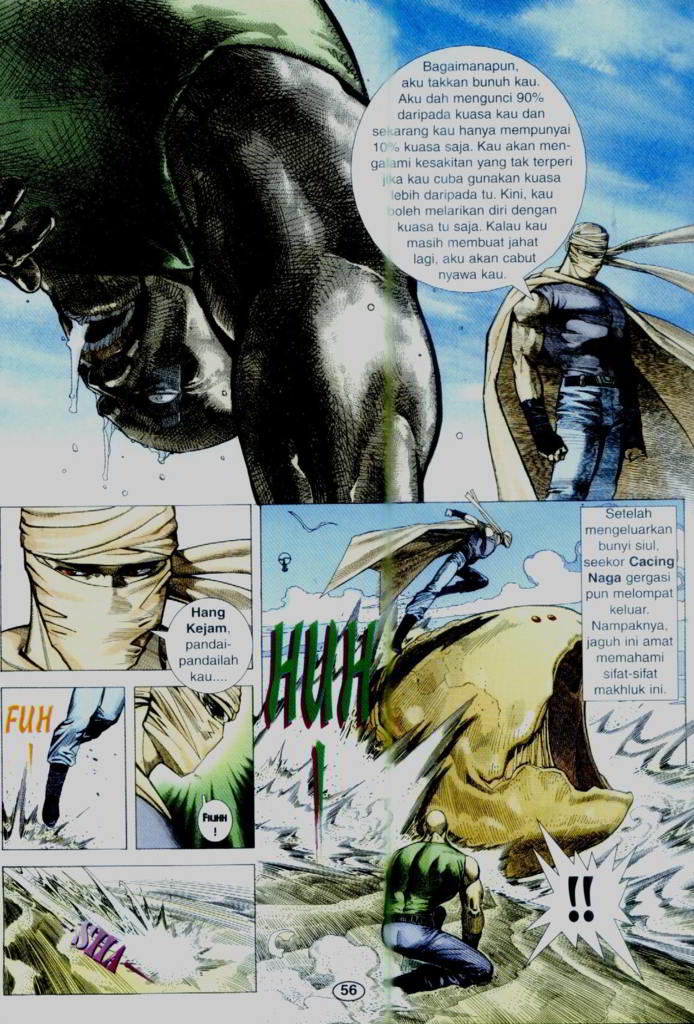 Bagaimanapun,
aku takkan bunuh kau.
Aku dah mengunci 90%
daripada kuasa kau dan
sekarang kau hanya mempunyai
10% kuasa saja. Kau akan men-
galami kesakitan yang tak terperi
jika kau cuba gunakan kuasa
lebih daripada tu. Kini, kau
boleh melarikan diri dengan
kuasa tu saja. Kalau kau
masih membuat jahat
lagi, aku akan cabut
nyawa kau.
Hang
Kejam,
pandai-
pandailah
kau....
Setelah
mengeluarkan
bunyi siul,
seekor Cacing
Naga gergasi
pun melompat
keluar.
Nampaknya,
jaguh ini amat
memahami
sifat-sifat
makhluk ini.
HUH
!
FUH
!
FIUHH
!
!!
56